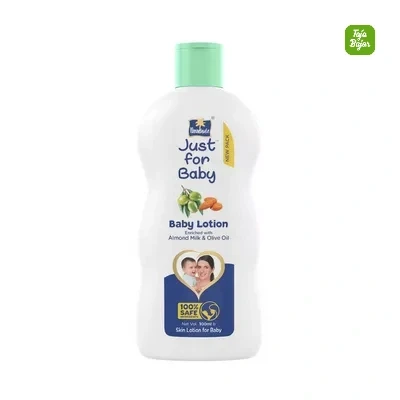 Taja
Bajar
Parachute
Just
for
Baby
NEW PACK
Baby Lotion
Enriched with
Almond Milk & Olive Oil
100%
SAFE
Skin Lotion for Baby